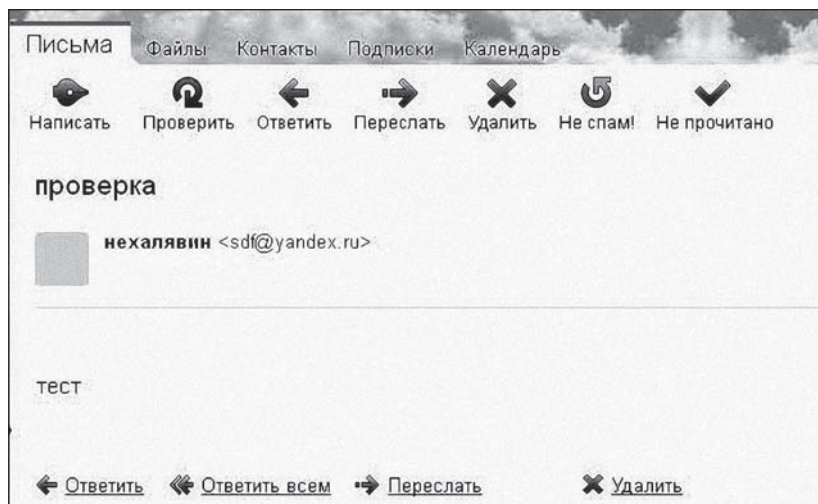 Письма Файлы Контакты Подписки Календарь
Написать Проверить Ответить Переслать Удалить Не спам! Не прочитано
проверка
нехалявин <sdf@yandex.ru>
тест
Ответить Ответить всем Переслать Удалить